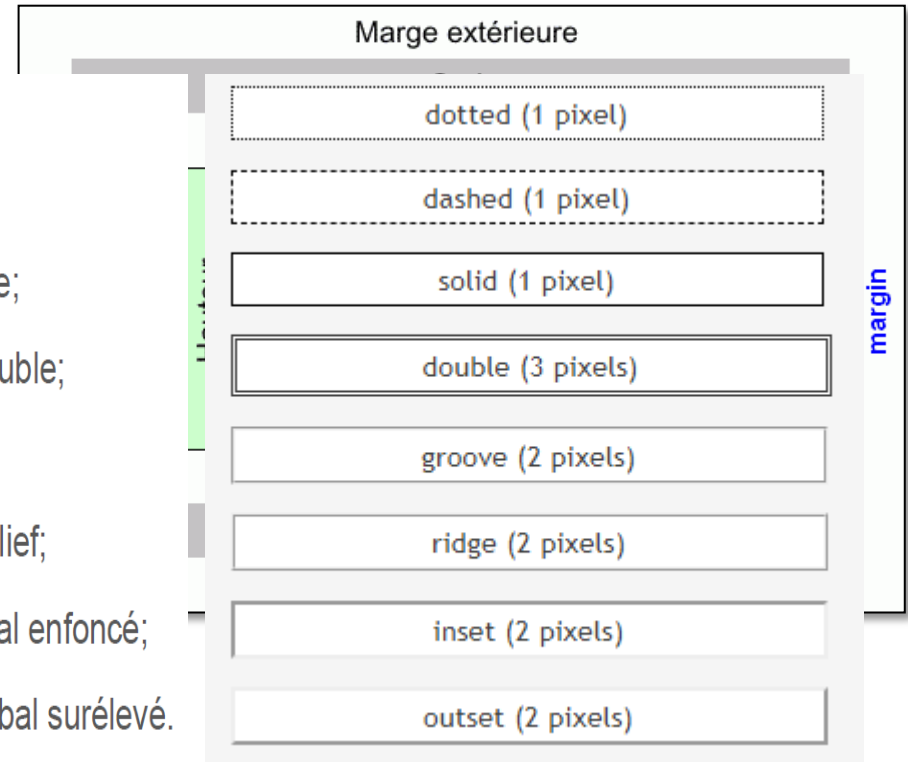 Marge extérieure
dotted (1 pixel)
dashed (1 pixel)
solid (1 pixel)
double (3 pixels)
groove (2 pixels)
ridge (2 pixels)
inset (2 pixels)
outset (2 pixels)
e;
uble;
lief;
al enfoncé;
bal surélevé.
margin